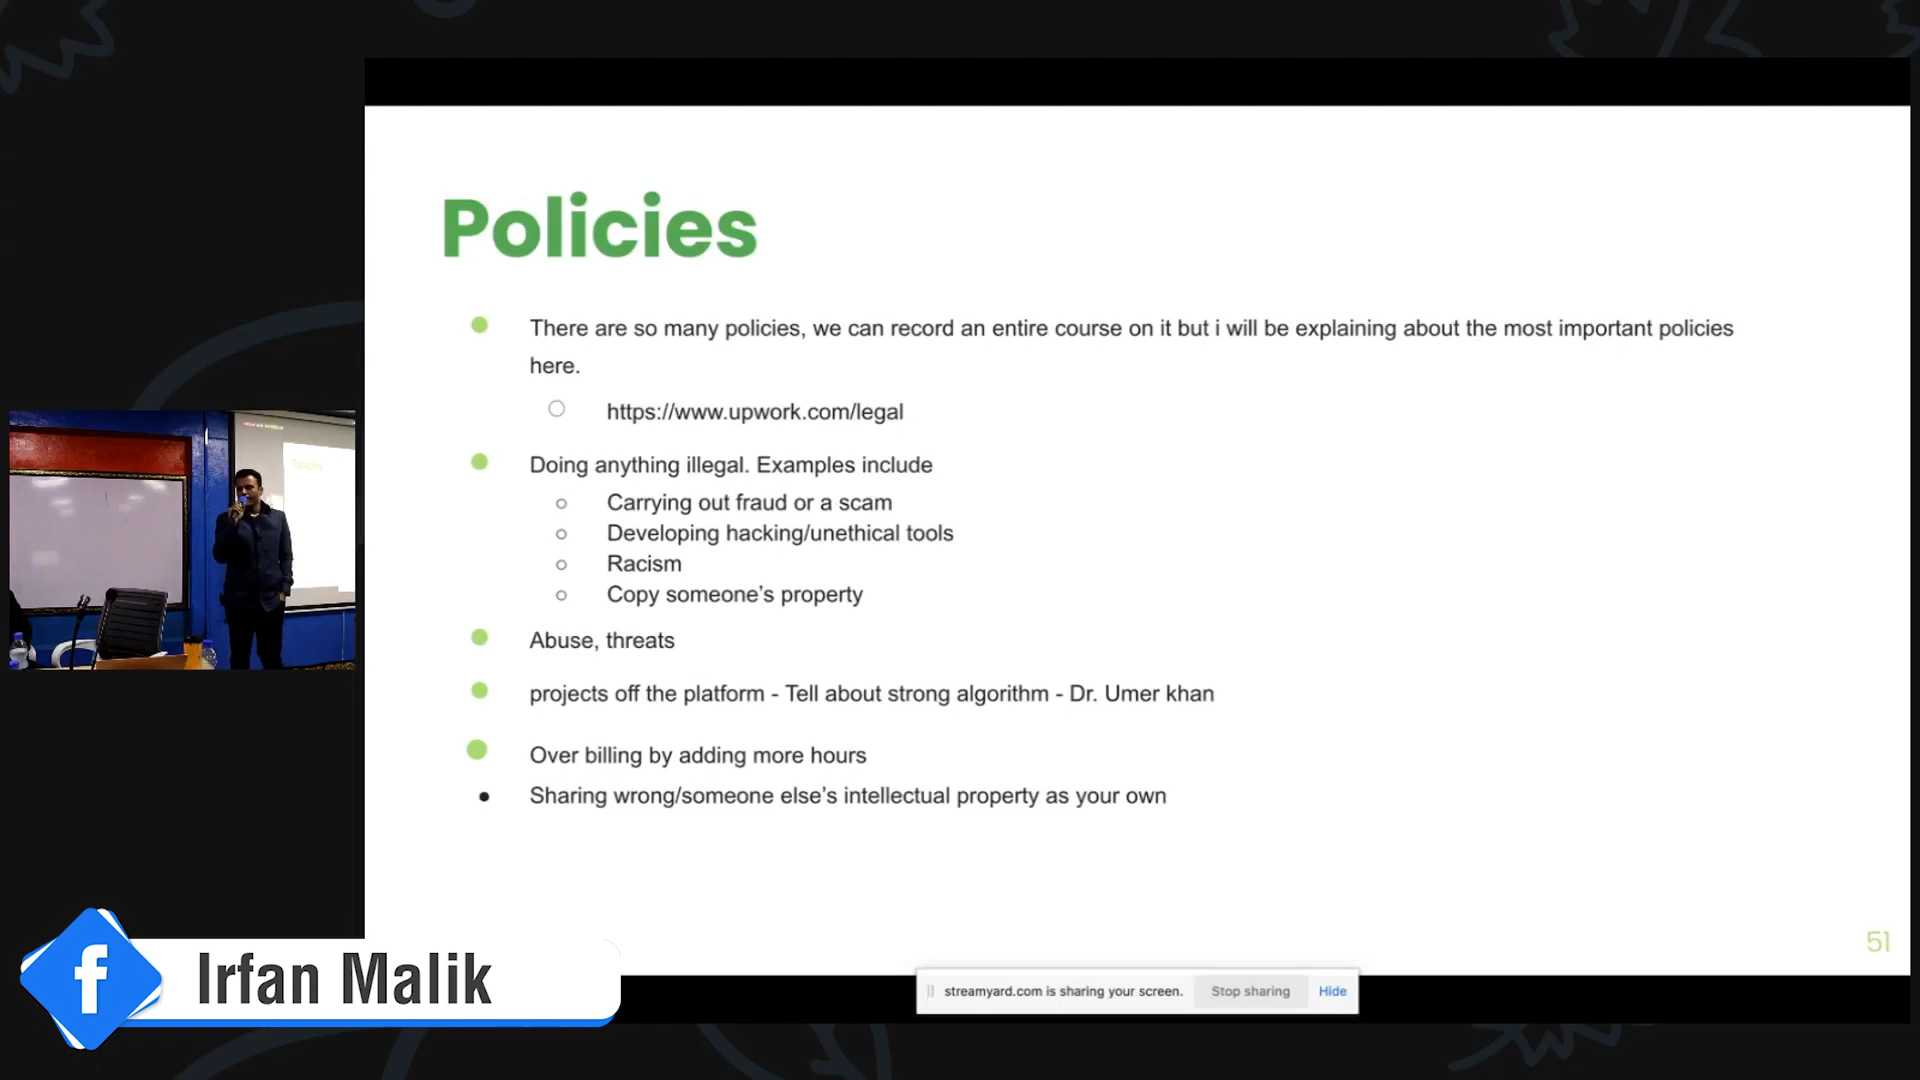 Policies
There are so many policies, we can record an entire course on it but i will be explaining about the most important policies
here.
https://www.upwork.com/legal
Doing anything illegal. Examples include
Carrying out fraud or a scam
Developing hacking/unethical tools
Racism
Copy someone’s property
Abuse, threats
projects off the platform - Tell about strong algorithm - Dr. Umer khan
Over billing by adding more hours
Sharing wrong/someone else’s intellectual property as your own
51
Policies
f Irfan Malik
streamyard.com is sharing your screen. Stop sharing Hide